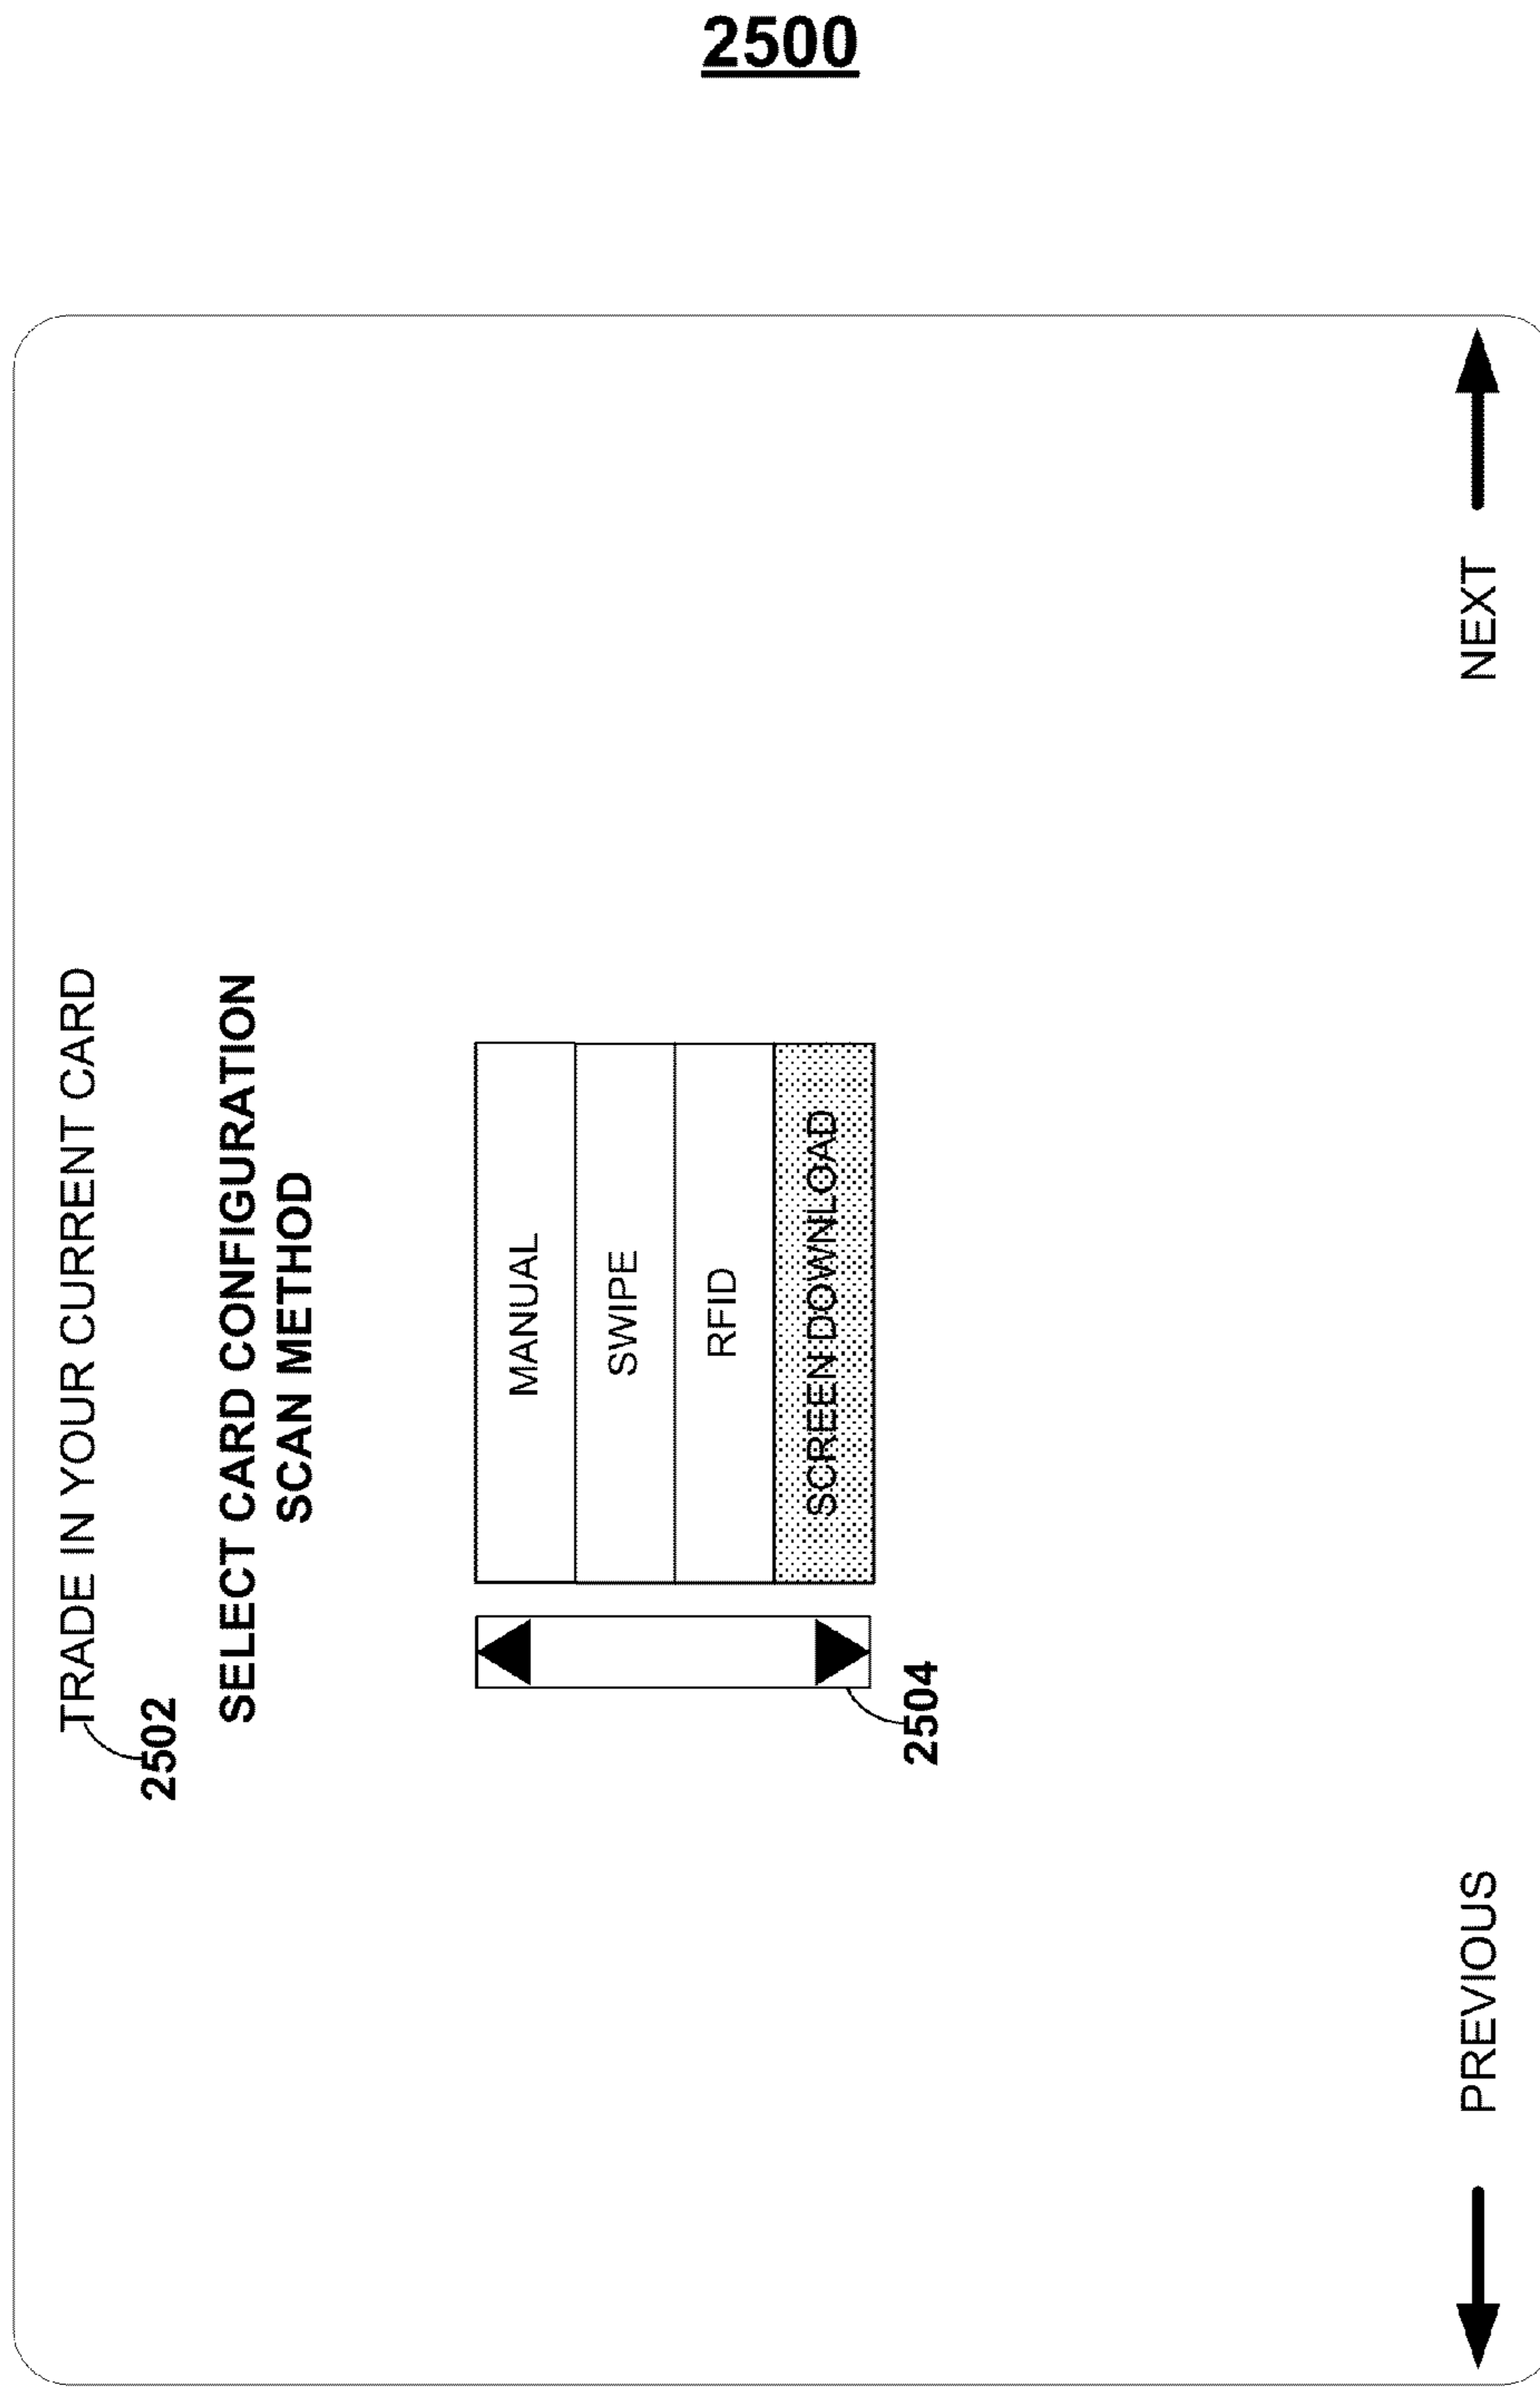 2500
TRADE IN YOUR CURRENT CARD
2502
SELECT CARD CONFIGURATION
SCAN METHOD
MANUAL
SWIPE
RFID
SCREEN DOWNLOAD
2504
PREVIOUS
NEXT